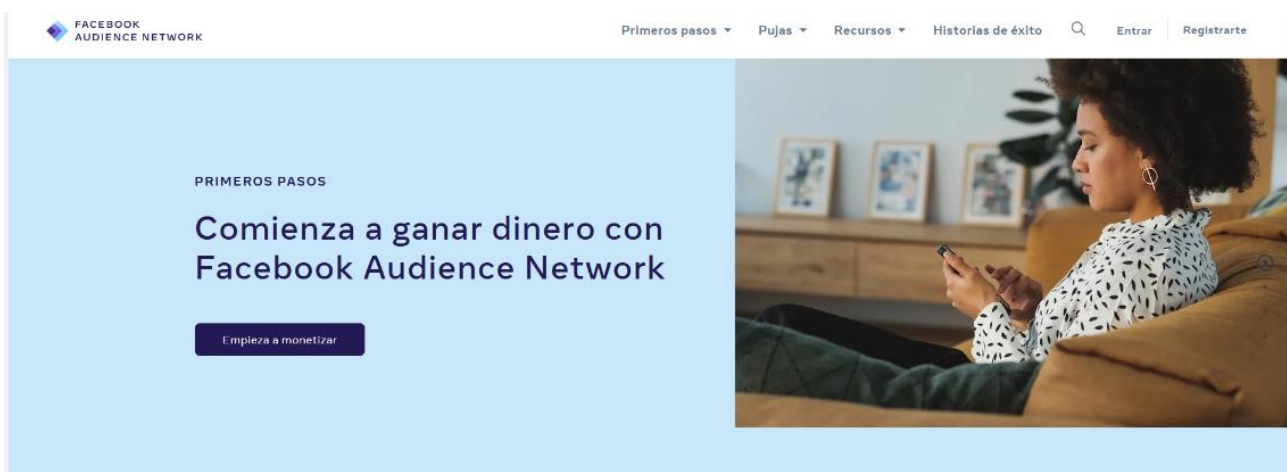 FACEBOOK
AUDIENCE NETWORK
Primeros pasos
Pujas
Recursos
Historias de éxito
Entrar
Registrarte
PRIMEROS PASOS
Comienza a ganar dinero con
Facebook Audience Network
Empieza a monetizar